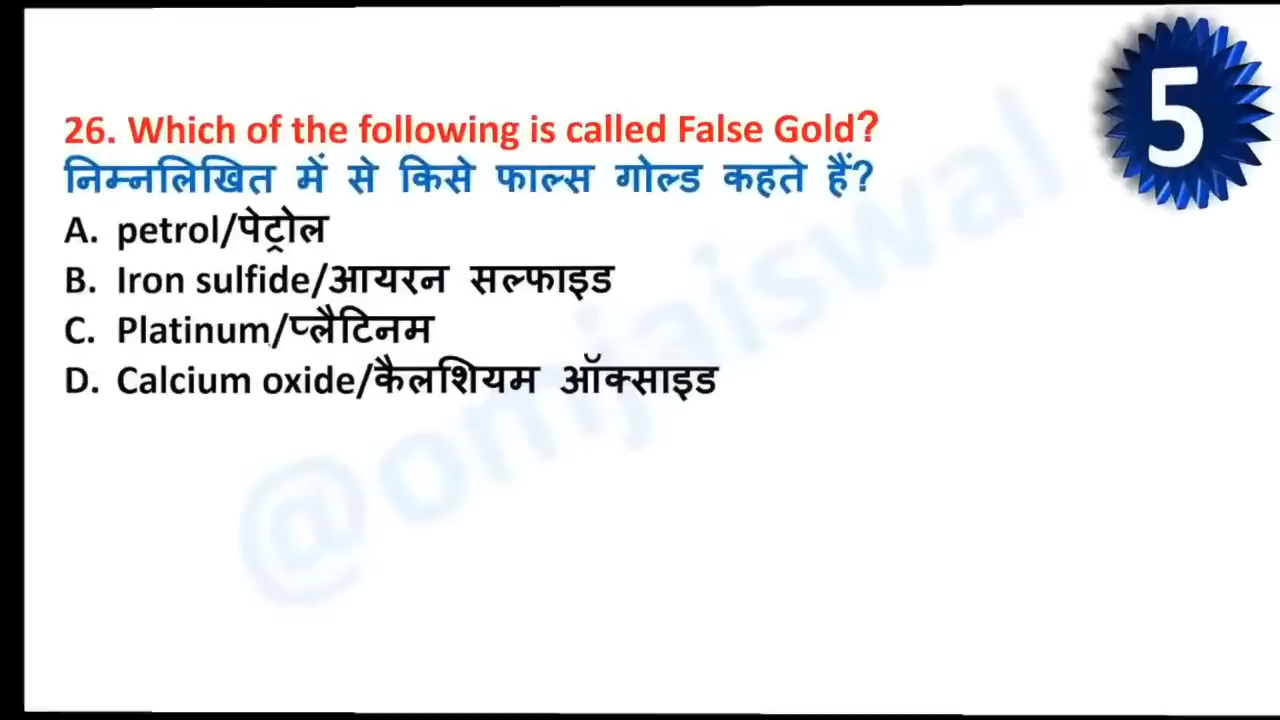 5
26. Which of the following is called False Gold?
निम्नलिखित में से किसे फाल्स गोल्ड कहते हैं?
A. petrol/पेट्रोल
B. Iron sulfide/आयरन सल्फाइड
C. Platinum/प्लैटिनम
D. Calcium oxide/कैलशियम ऑक्साइड
@omjaiswal